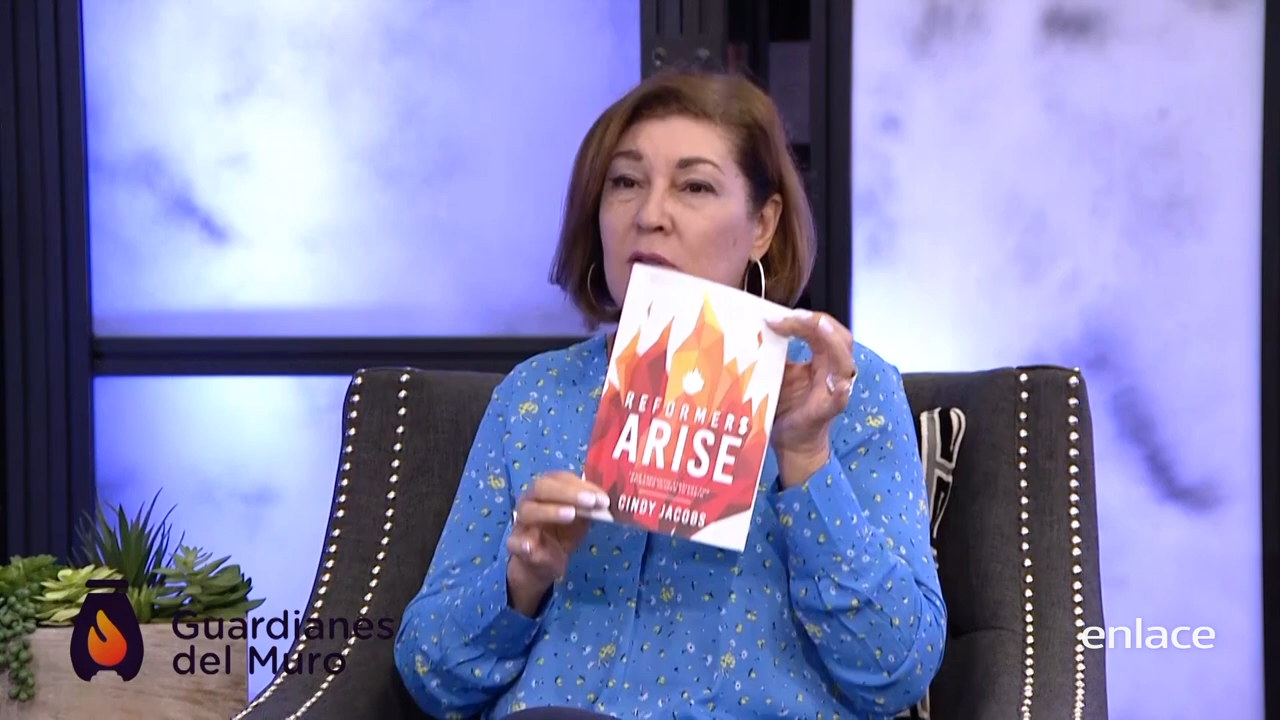 REFORMERS
ARISE
CINDY JACOBS
Guardianes
del Muro
enlace